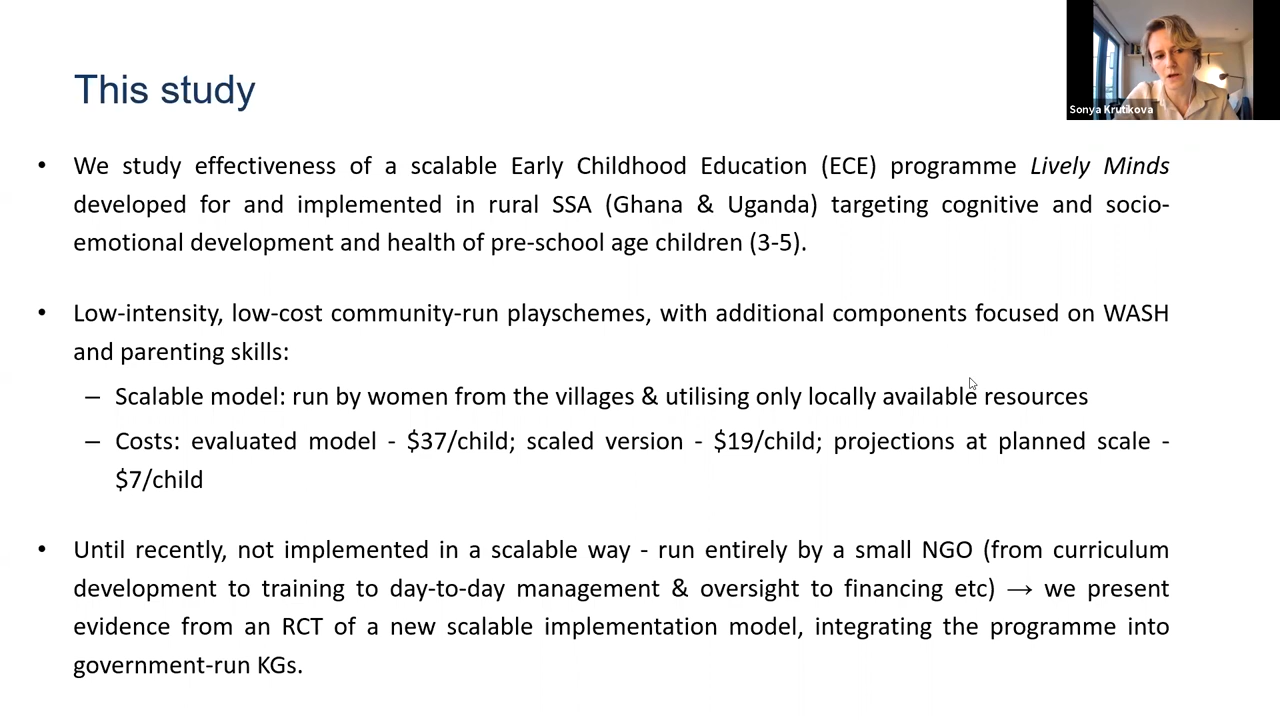 Sonya Krutikova
This study
• We study effectiveness of a scalable Early Childhood Education (ECE) programme Lively Minds
developed for and implemented in rural SSA (Ghana & Uganda) targeting cognitive and socio-
emotional development and health of pre-school age children (3-5).
• Low-intensity, low-cost community-run playschemes, with additional components focused on WASH
and parenting skills:
– Scalable model: run by women from the villages & utilising only locally available resources
– Costs: evaluated model - $37/child; scaled version - $19/child; projections at planned scale -
$7/child
• Until recently, not implemented in a scalable way - run entirely by a small NGO (from curriculum
development to training to day-to-day management & oversight to financing etc) → we present
evidence from an RCT of a new scalable implementation model, integrating the programme into
government-run KGs.